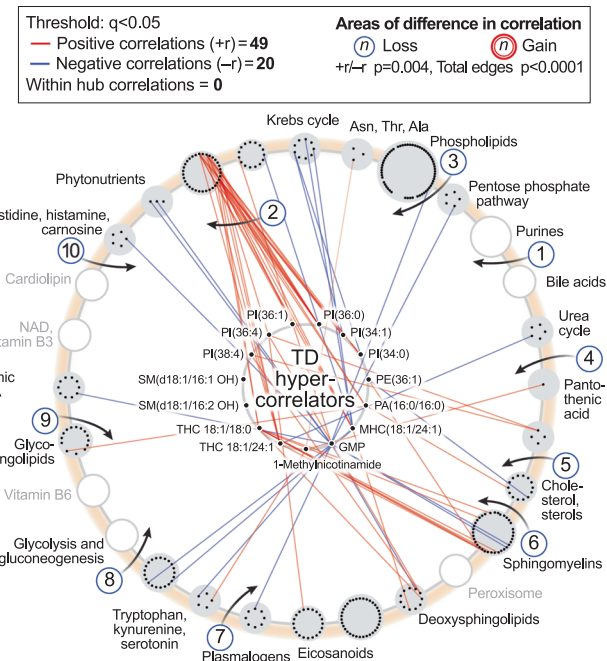 Threshold: q<0.05
Positive correlations (+r) = 49
Negative correlations (–r) = 20
Within hub correlations = 0
Areas of difference in correlation
n Loss
n Gain
+r/–r p=0.004, Total edges p<0.0001
Krebs cycle
Asn, Thr, Ala
Phospholipids
3
Phytonutrients
Pentose phosphate
pathway
2
stidine, histamine,
carnosine
10
Purines
1
Cardiolipin
Bile acids
PI(36:1)
PI(36:0)
PI(36:4)
PI(34:1)
NAD,
tamin B3
Urea
cycle
PI(38:4)
PI(34:0)
TD
hyper-
correlators
4
SM(d18:1/16:1 OH)
PE(36:1)
nic
Panto-
thenic
acid
SM(d18:1/16:2 OH)
PA(16:0/16:0)
9
THC 18:1/18:0
MHC(18:1/24:1)
Glyco-
ngolipids
THC 18:1/24:1
GMP
1-Methylnicotinamide
5
Vitamin B6
Chole-
sterol,
sterols
6
Glycolysis and
gluconeogenesis
Sphingomyelins
8
Peroxisome
Tryptophan,
kynurenine,
serotonin
7
Deoxysphingolipids
Plasmalogens
Eicosanoids